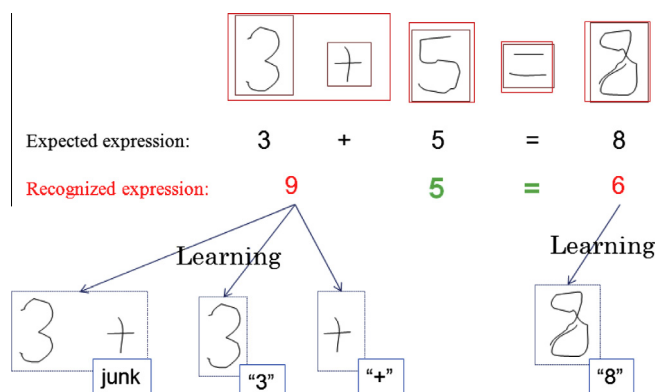 3 + 5 = 8
Expected expression: 3 + 5 = 8
Recognized expression: 9 5 = 6
Learning Learning
3 + 3 + 8
junk "3" "+" "8"